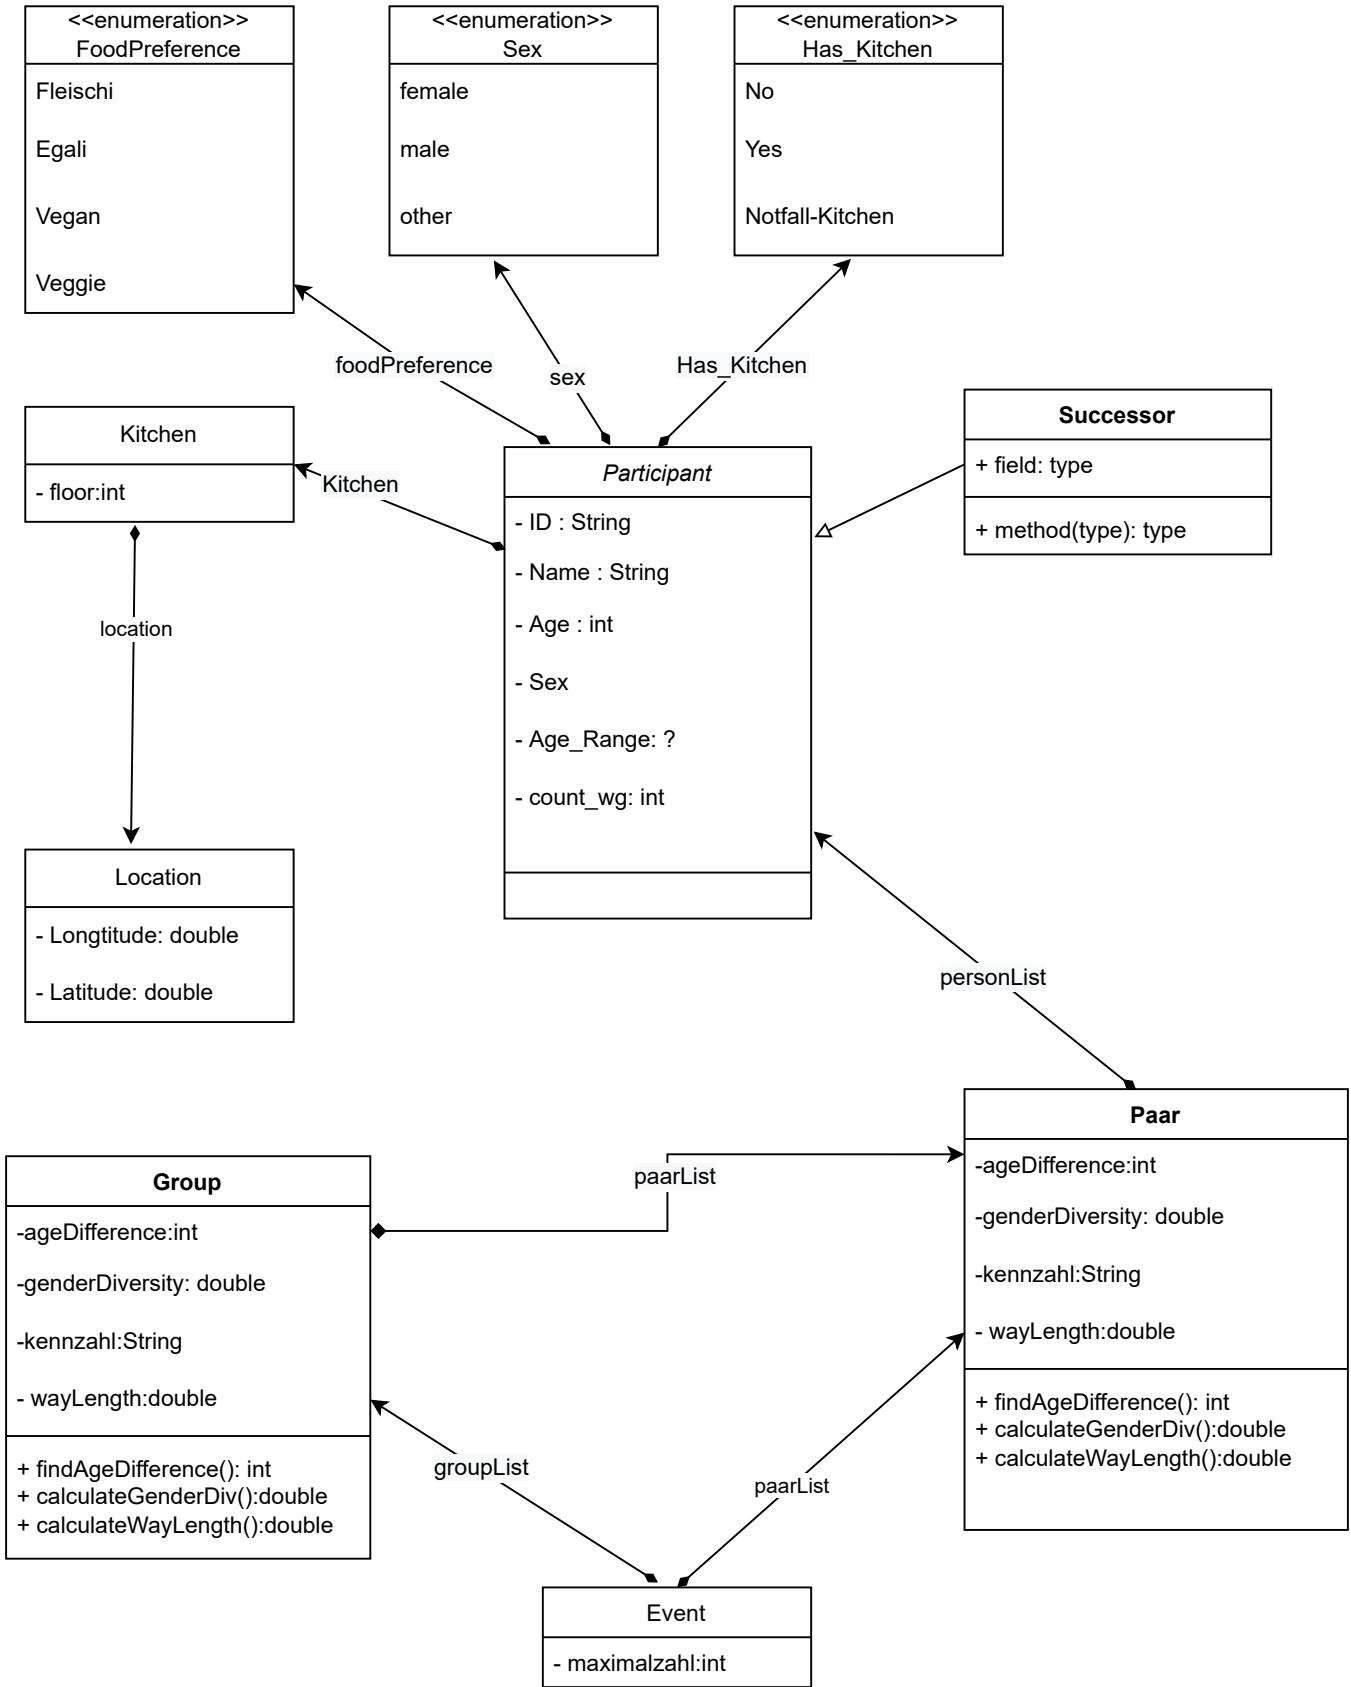 <<enumeration>>
FoodPreference
Fleischi
Egali
Vegan
Veggie
<<enumeration>>
Sex
female
male
other
<<enumeration>>
Has_Kitchen
No
Yes
Notfall-Kitchen
foodPreference
sex
Has_Kitchen
Kitchen
- floor:int
Kitchen
Participant
- ID : String
- Name : String
- Age : int
- Sex
- Age_Range: ?
- count_wg: int
Successor
+ field: type
+ method(type): type
location
Location
- Longtitude: double
- Latitude: double
personList
Group
-ageDifference:int
-genderDiversity: double
-kennzahl:String
- wayLength:double
+ findAgeDifference(): int
+ calculateGenderDiv():double
+ calculateWayLength():double
paarList
Paar
-ageDifference:int
-genderDiversity: double
-kennzahl:String
- wayLength:double
+ findAgeDifference(): int
+ calculateGenderDiv():double
+ calculateWayLength():double
groupList
paarList
Event
- maximalzahl:int